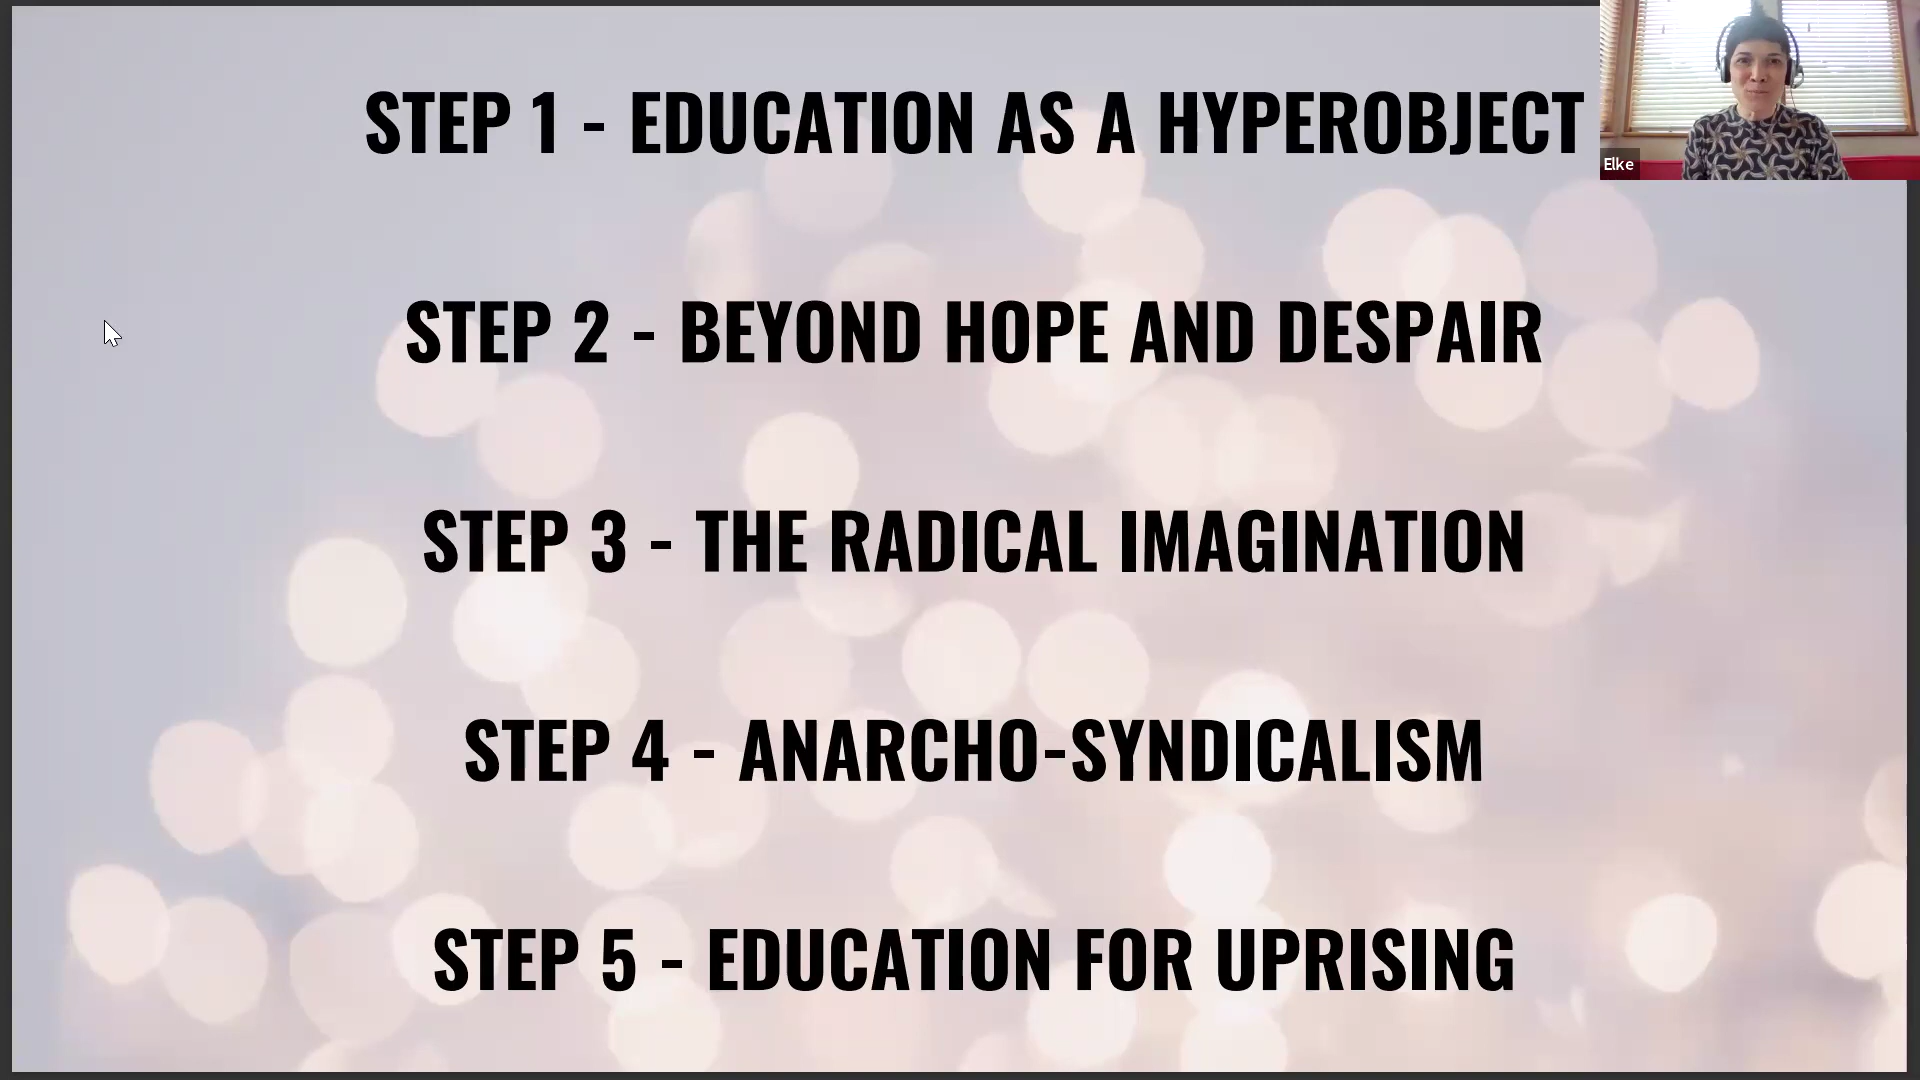 STEP 1 - EDUCATION AS A HYPEROBJECT
Elke
STEP 2 - BEYOND HOPE AND DESPAIR
STEP 3 - THE RADICAL IMAGINATION
STEP 4 - ANARCHO-SYNDICALISM
STEP 5 - EDUCATION FOR UPRISING